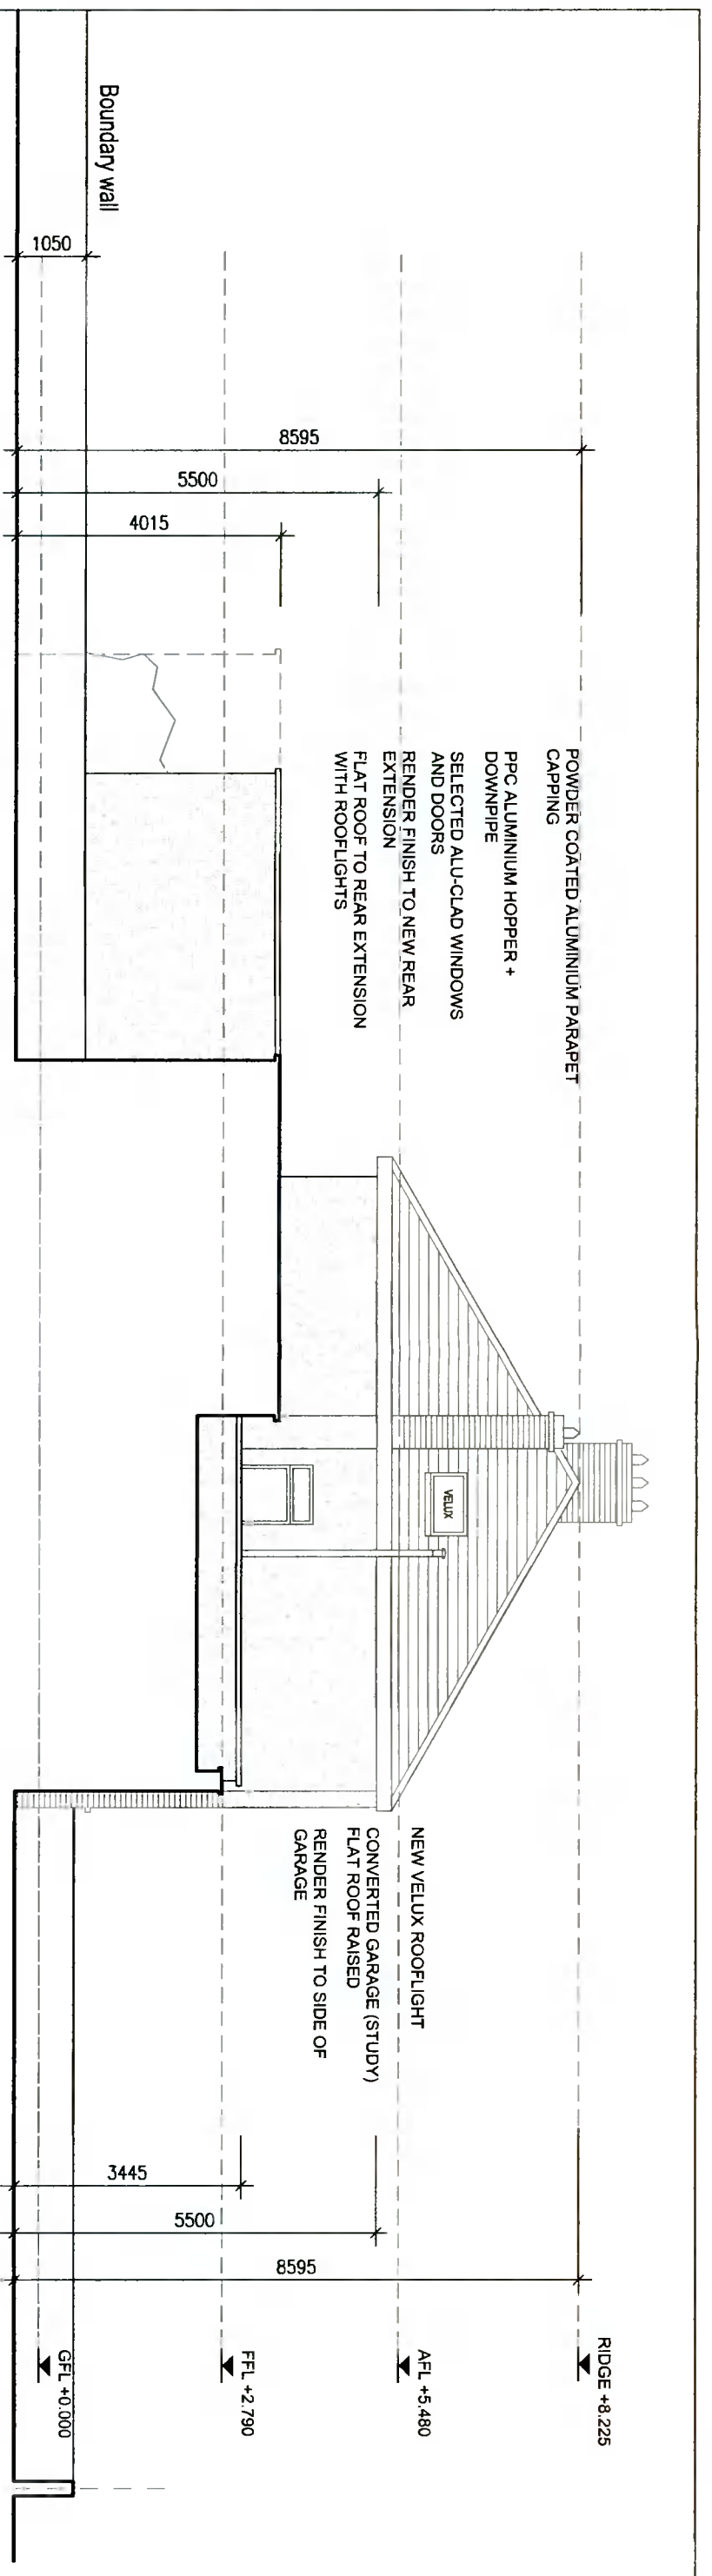 Boundary wall
1050
8595
5500
4015
POWDER COATED ALUMINIUM PARAPET
CAPPING
PPC ALUMINIUM HOPPER +
DOWNPIPE
SELECTED ALU-CLAD WINDOWS
AND DOORS
RENDER FINISH TO NEW REAR
EXTENSION
FLAT ROOF TO REAR EXTENSION
WITH ROOFLIGHTS
VELUX
NEW VELUX ROOFLIGHT
CONVERTED GARAGE (STUDY)
FLAT ROOF RAISED
RENDER FINISH TO SIDE OF
GARAGE
3445
5500
8595
RIDGE +8.225
AFL +5.480
FFL +2.790
GFL +0.000